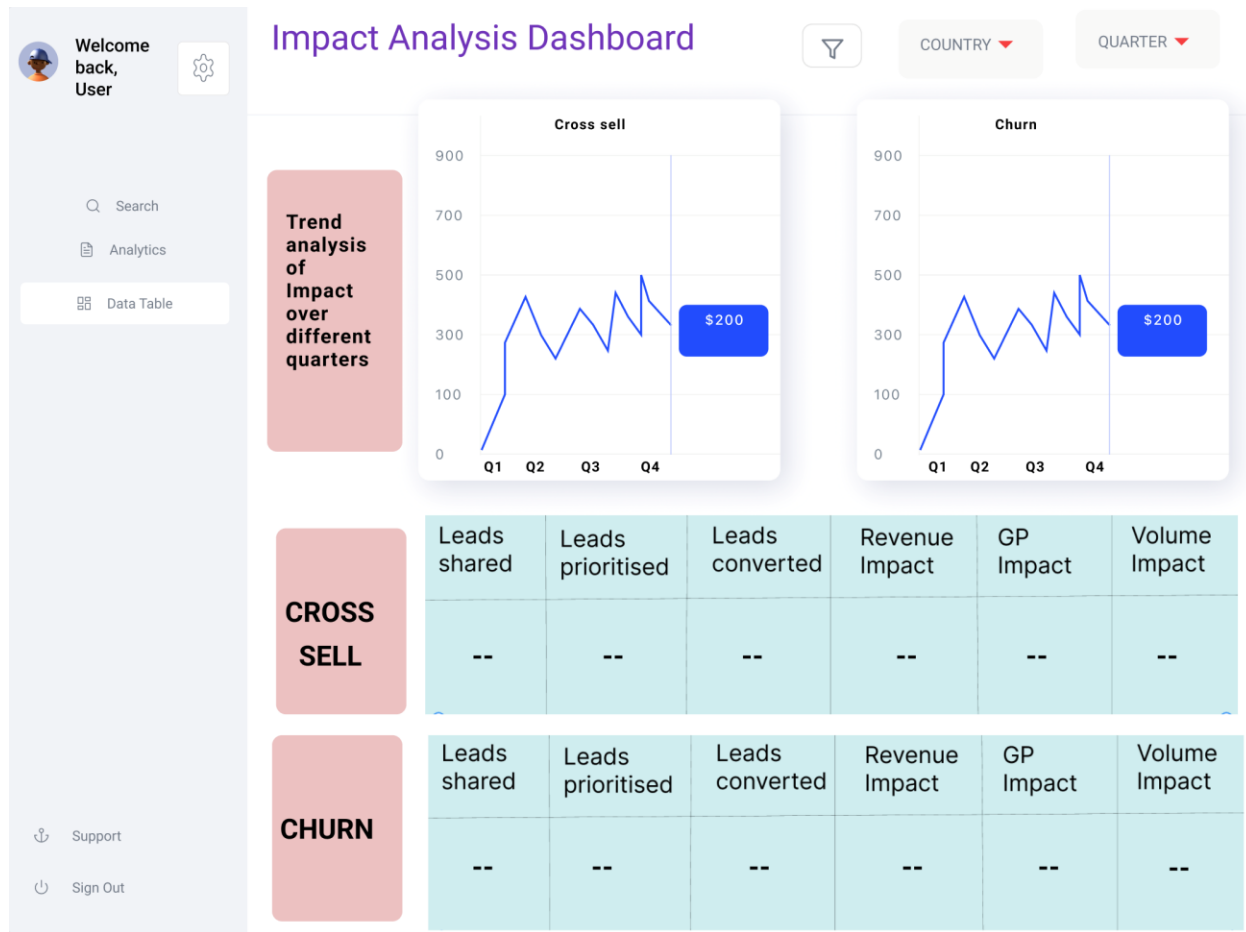 Welcome
back,
User
Impact Analysis Dashboard
COUNTRY
QUARTER
Search
Analytics
Data Table
Support
Sign Out
Trend
analysis
of
Impact
over
different
quarters
Cross sell
900
700
500
300
100
0
$200
Q1 Q2 Q3 Q4
Churn
900
700
500
300
100
0
$200
Q1 Q2 Q3 Q4
CROSS
SELL
Leads
shared
Leads
prioritised
Leads
converted
Revenue
Impact
GP
Impact
Volume
Impact
-- -- -- -- -- --
CHURN
Leads
shared
Leads
prioritised
Leads
converted
Revenue
Impact
GP
Impact
Volume
Impact
-- -- -- -- -- --